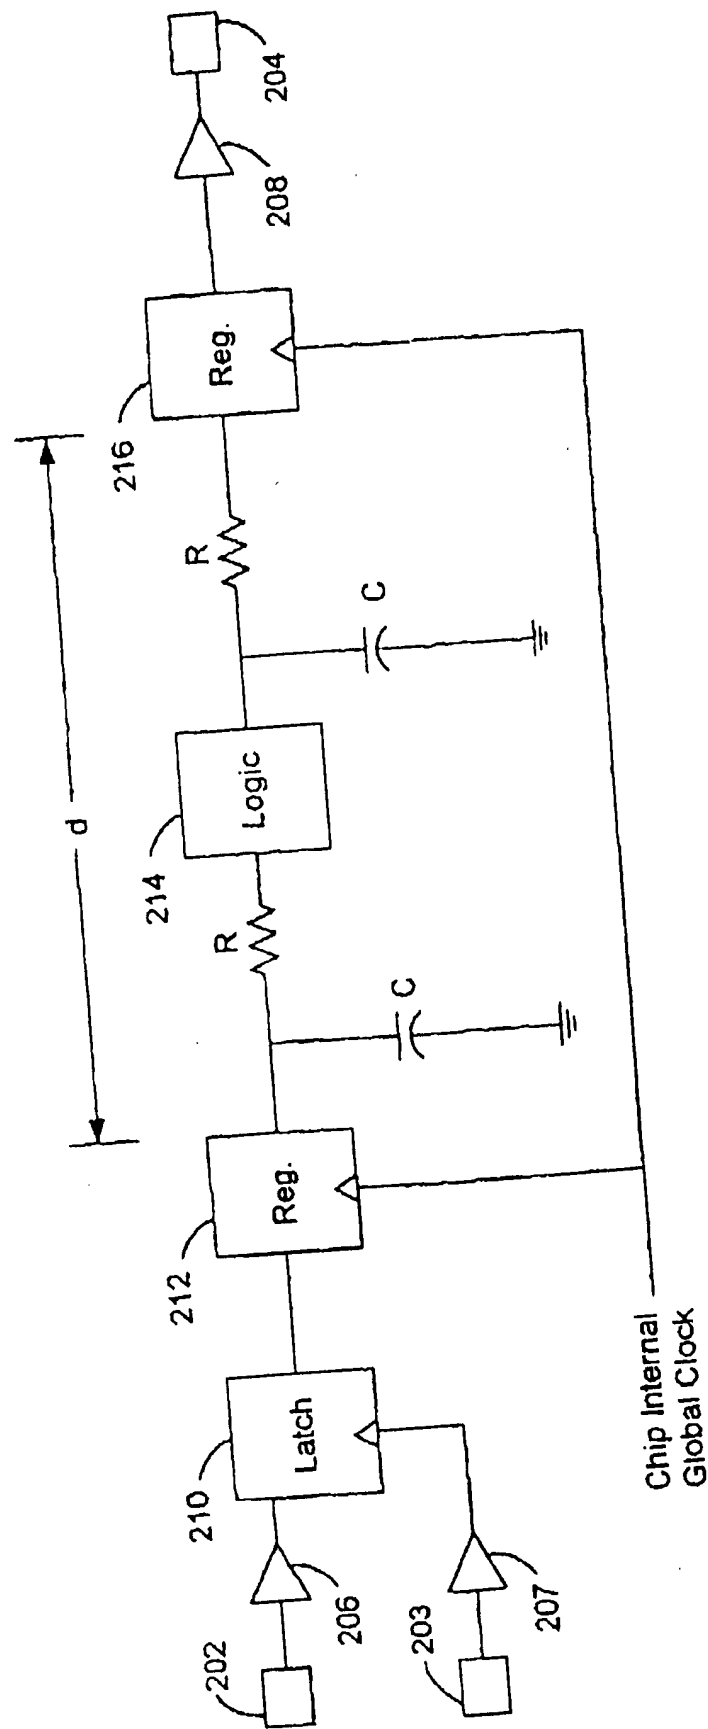 d
202
206
203
207
210
Latch
212
Reg.
C
R
214
Logic
C
R
216
Reg.
208
204
Chip Internal
Global Clock